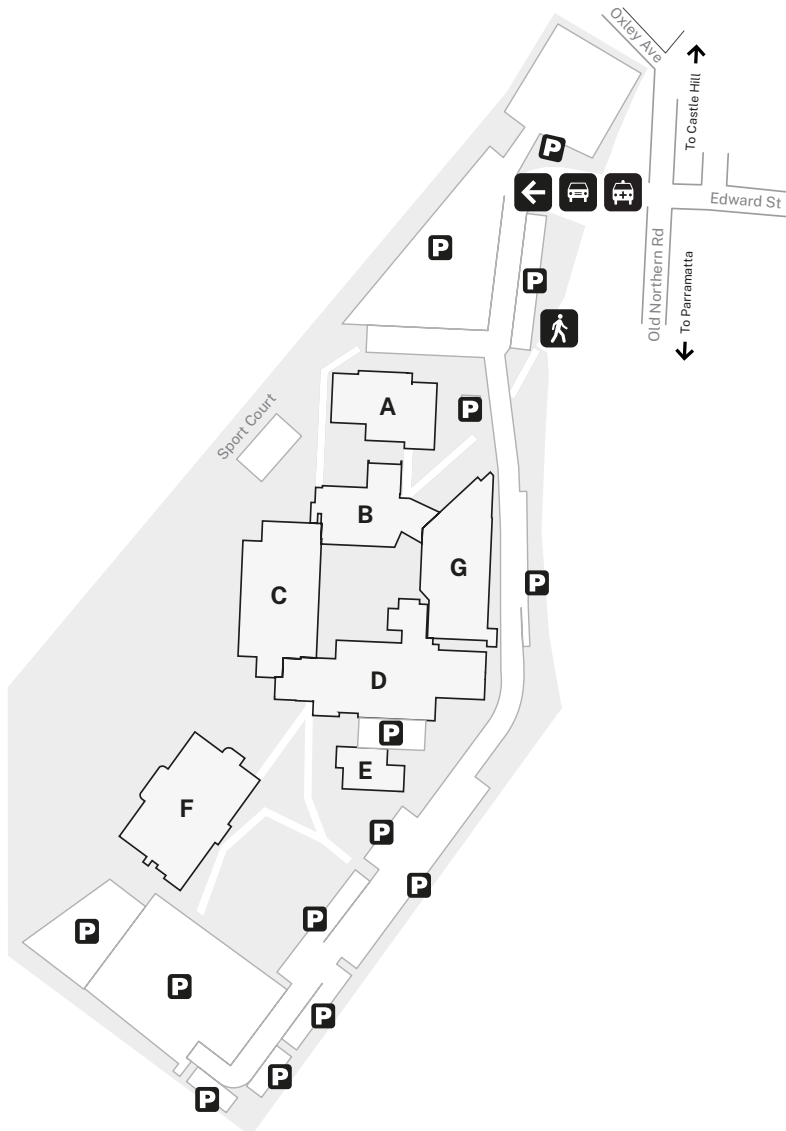 Oxley Ave
To Castle Hill
P
Edward St
P
P
Old Northern Rd
To Parramatta
A
P
Sport Court
B
G
P
C
D
P
E
F
P
P
P
P
P
P
P
P